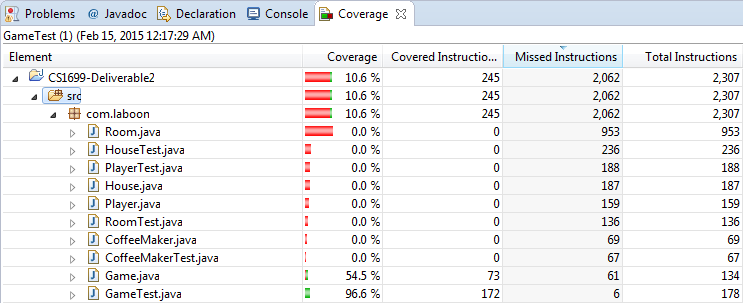 Problems @ Javadoc Declaration Console Coverage
GameTest (1) (Feb 15, 2015 12:17:29 AM)
Element Coverage Covered Instructio... Missed Instructions Total Instructions
CS1699-Deliverable2 10.6 % 245 2,062 2,307
src 10.6 % 245 2,062 2,307
com.laboon 10.6 % 245 2,062 2,307
Room.java 0.0 % 0 953 953
HouseTest.java 0.0 % 0 236 236
PlayerTest.java 0.0 % 0 188 188
House.java 0.0 % 0 187 187
Player.java 0.0 % 0 159 159
RoomTest.java 0.0 % 0 136 136
CoffeeMaker.java 0.0 % 0 69 69
CoffeeMakerTest.java 0.0 % 0 67 67
Game.java 54.5 % 73 61 134
GameTest.java 96.6 % 172 6 178